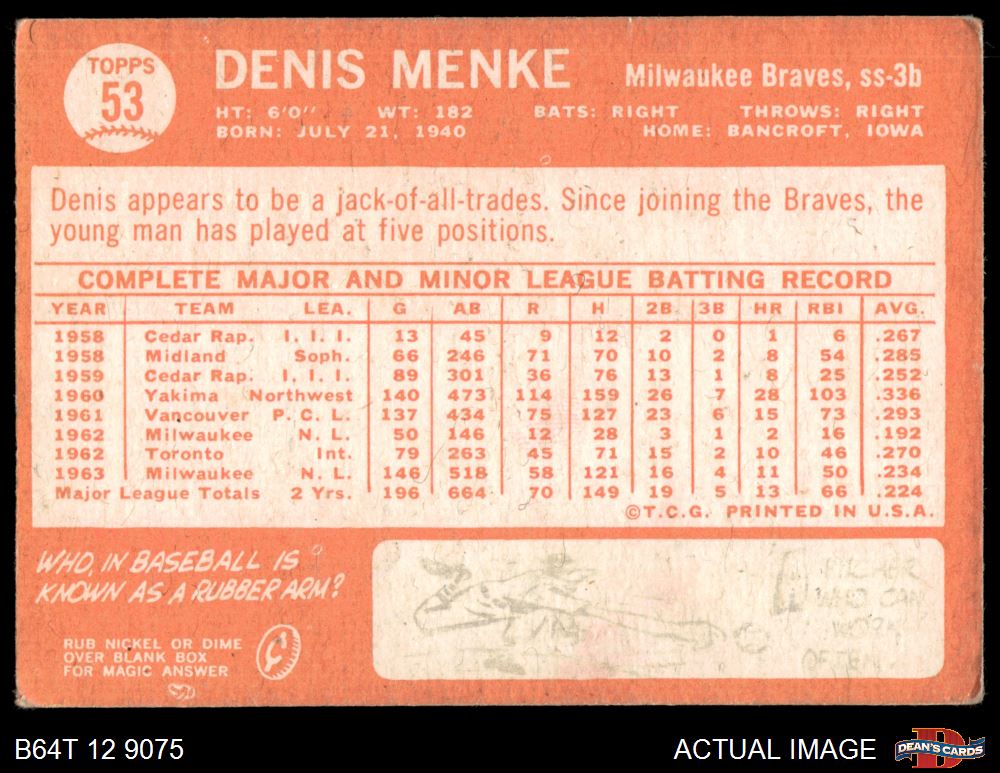 TOPPS
53
DENIS MENKE
Milwaukee Braves, ss-3b
HT: 6'0" WT: 182 BATS: RIGHT THROWS: RIGHT
BORN: JULY 21, 1940 HOME: BANCROFT, IOWA
Denis appears to be a jack-of-all-trades. Since joining the Braves, the
young man has played at five positions.
COMPLETE MAJOR AND MINOR LEAGUE BATTING RECORD
YEAR TEAM LEA. G AB R H 2B 3B HR RBI AVG.
1958 Cedar Rap. I. I. I. 13 45 9 12 2 0 1 6 .267
1958 Midland Soph. 66 246 71 70 10 2 8 54 .285
1959 Cedar Rap. I. I. I. 89 301 36 76 13 1 8 25 .252
1960 Yakima Northwest 140 473 114 159 26 7 28 103 .336
1961 Vancouver P. C. L. 137 434 75 127 23 6 15 73 .293
1962 Milwaukee N. L. 50 146 12 28 3 1 2 16 .192
1962 Toronto Int. 79 263 45 71 15 2 10 46 .270
1963 Milwaukee N. L. 146 518 58 121 16 4 11 50 .234
Major League Totals 2 Yrs. 196 664 70 149 19 5 13 66 .224
©T.C.G. PRINTED IN U.S.A.
WHO, IN BASEBALL IS
KNOWN AS A RUBBER ARM?
RUB NICKEL OR DIME
OVER BLANK BOX
FOR MAGIC ANSWER
WHO CAN
OFTEN
B64T 12 9075
ACTUAL IMAGE
DEAN'S CARDS